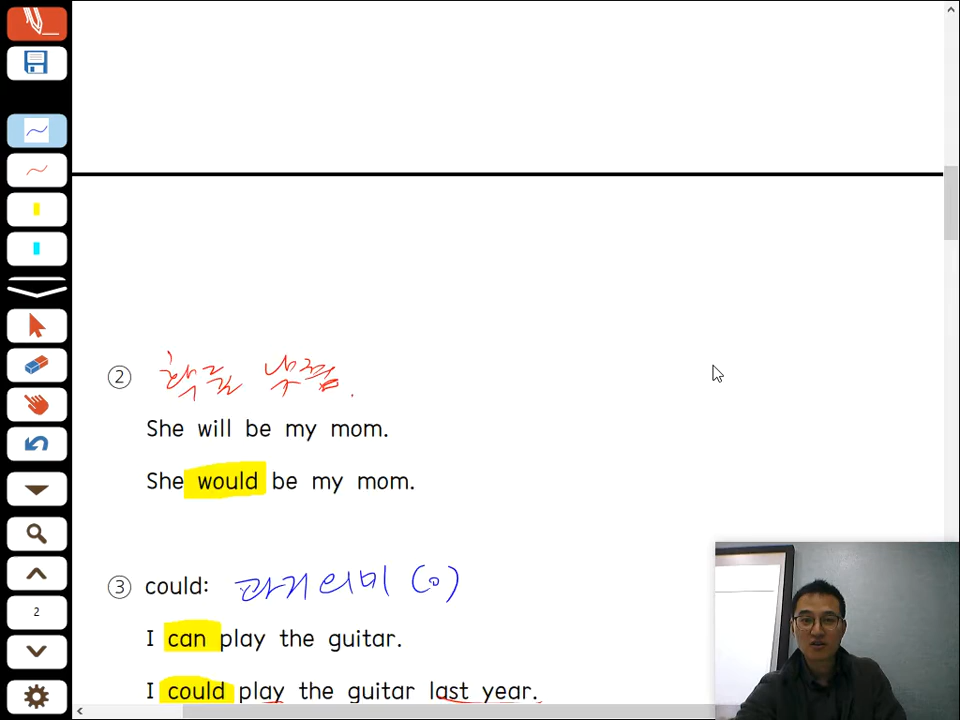 ② 확률 낮춤.
She will be my mom.
She would be my mom.
③ could: 과거 의미 (o)
I can play the guitar.
I could play the guitar last year.
2